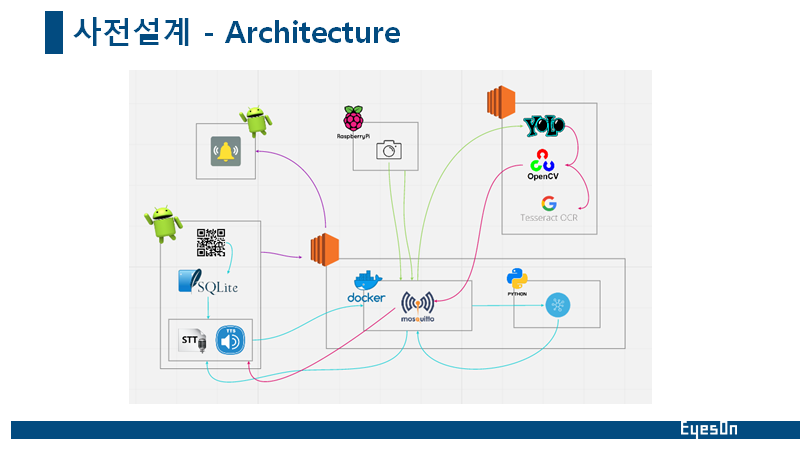 사전설계 - Architecture
RaspberryPi
YOLO
OpenCV
Tesseract OCR
SQLite
docker
mosquitto
PYTHON
STT
TTS
EyesOn